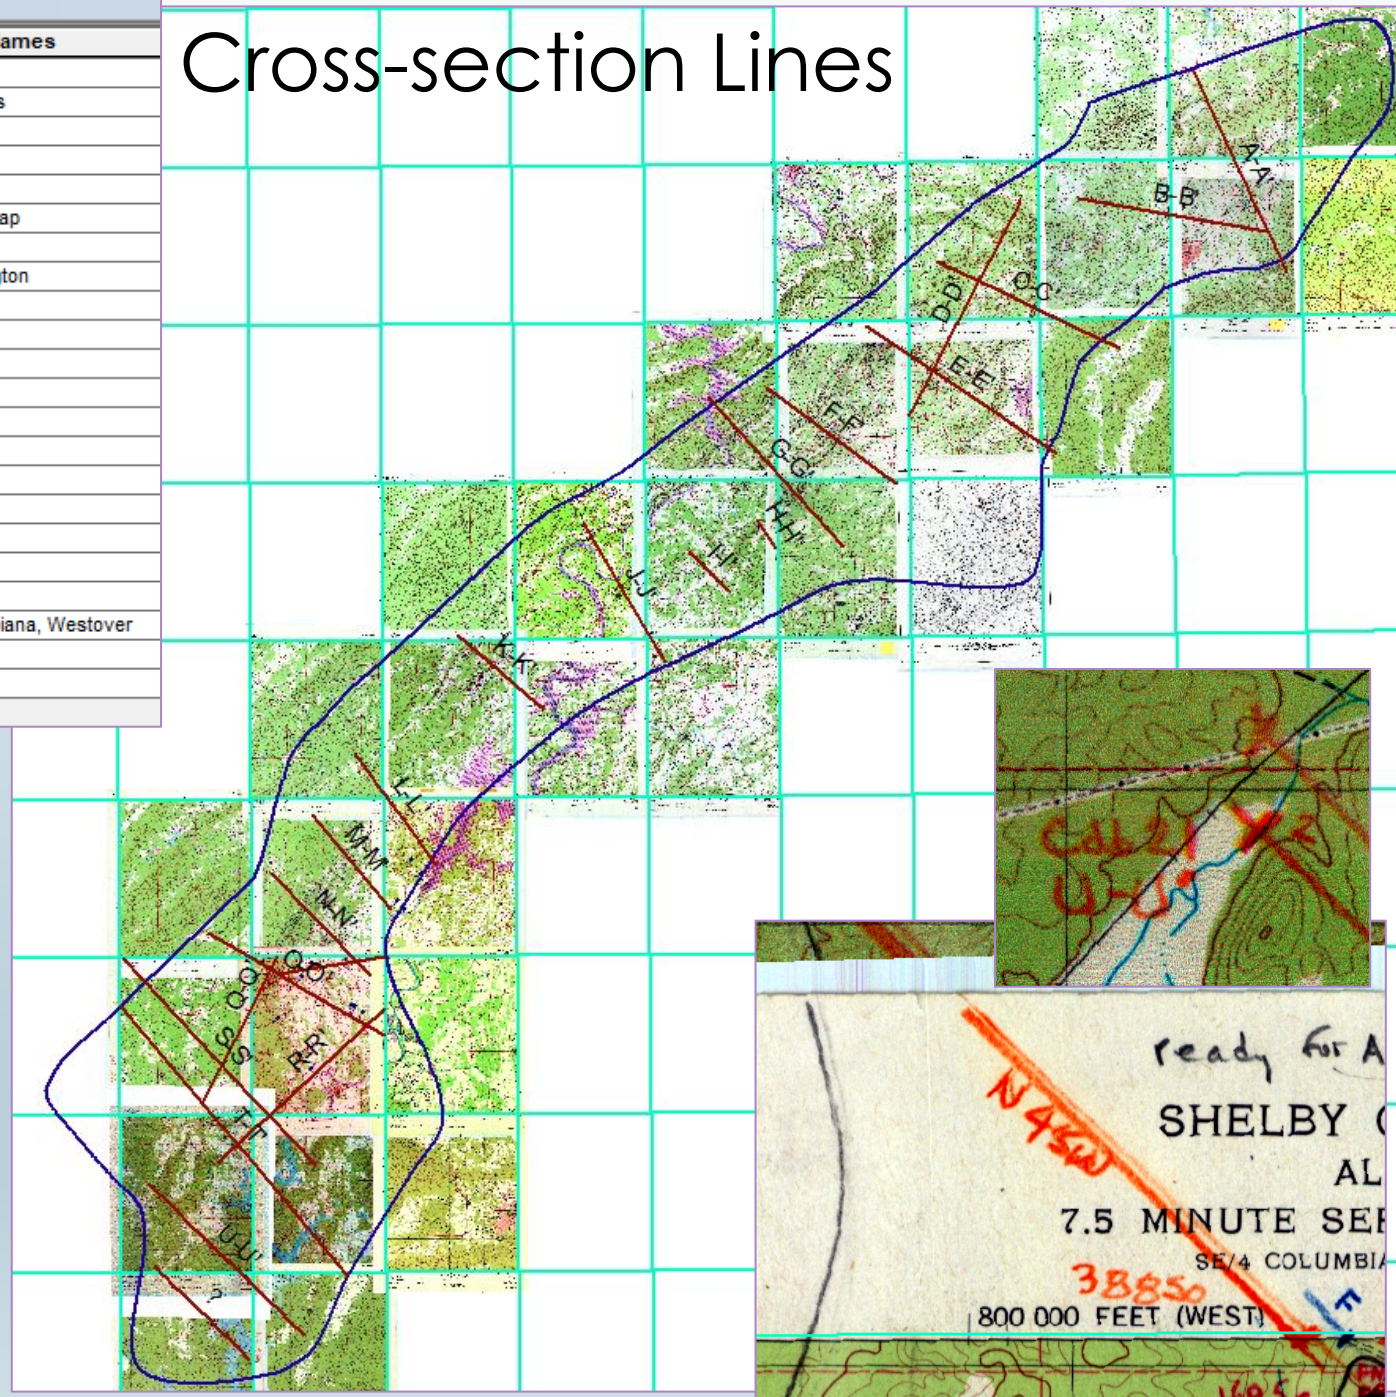 ames
s
ap
ton
iana, Westover
Cross-section Lines
A-A'
B-B'
C-C'
D-D'
E-E'
F-F'
G-G'
H-H'
I-I'
J-J'
K-K'
L-L'
M-M'
N-N'
O-O'
Q-Q'
R-R'
S-S'
T-T'
U-U'
?
U-U'
N45W
ready for A
SHELBY
AL
7.5 MINUTE SER
SE/4 COLUMBIA
38850
800 000 FEET (WEST)